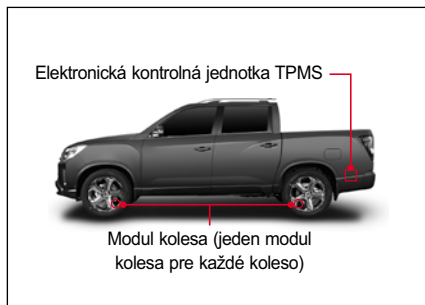 Elektronická kontrolná jednotka TPMS
Modul kolesa (jeden modul
kolesa pre každé koleso)